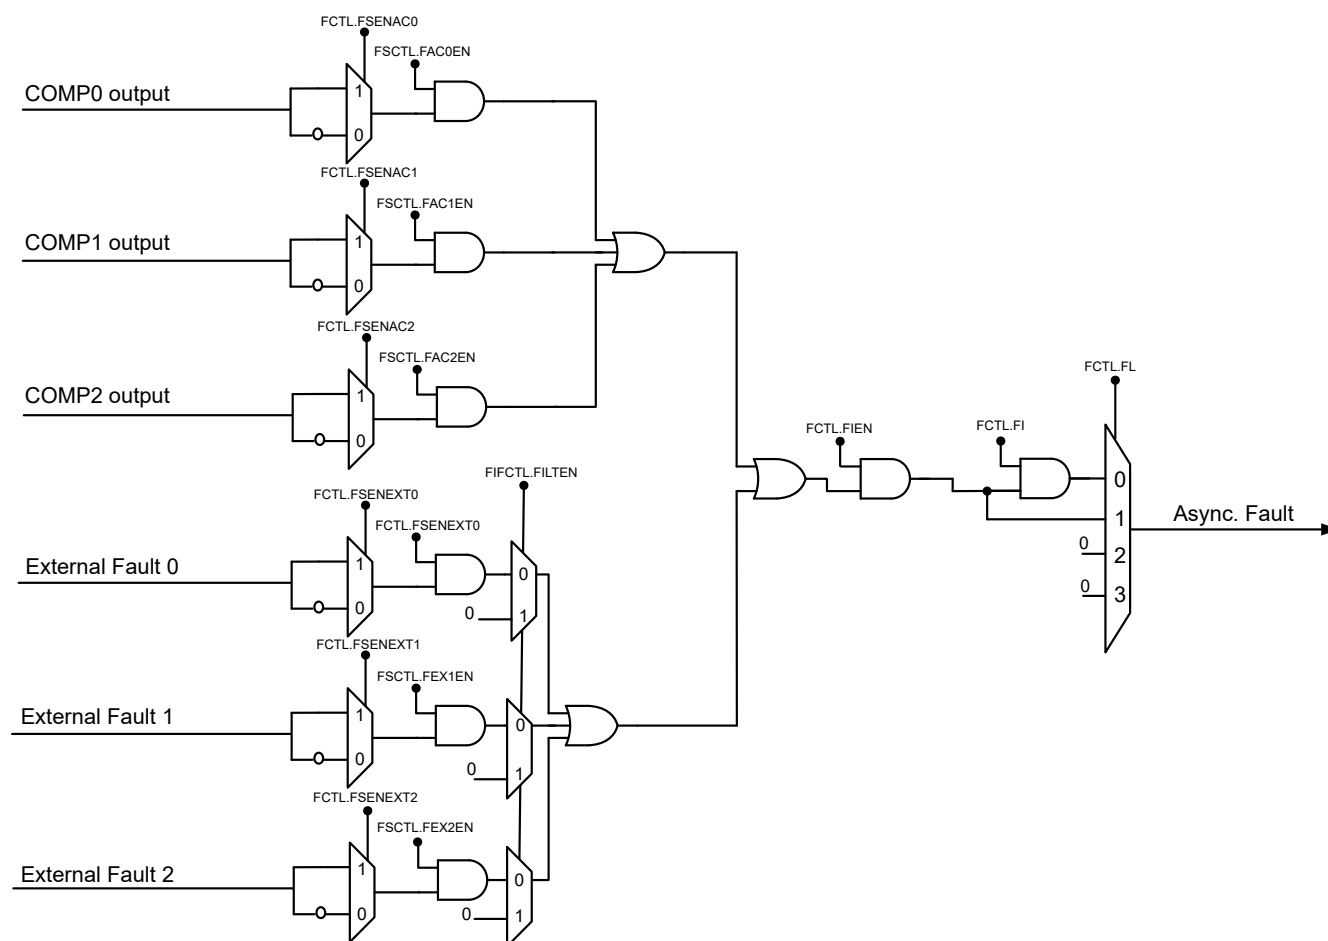 FCTL.FSENAC0
FSCTL.FAC0EN
COMP0 output
1
0
FCTL.FSENAC1
FSCTL.FAC1EN
COMP1 output
1
0
FCTL.FSENAC2
FSCTL.FAC2EN
COMP2 output
1
0
FCTL.FL
FCTL.FIEN
FCTL.FI
0
1
Async. Fault
0
2
0
3
FIFCTL.FILTEN
FCTL.FSENEXT0
FCTL.FSENEXT0
External Fault 0
1
0
0
0
1
FCTL.FSENEXT1
FSCTL.FEX1EN
External Fault 1
1
0
0
0
1
FCTL.FSENEXT2
FSCTL.FEX2EN
External Fault 2
1
0
0
0
1